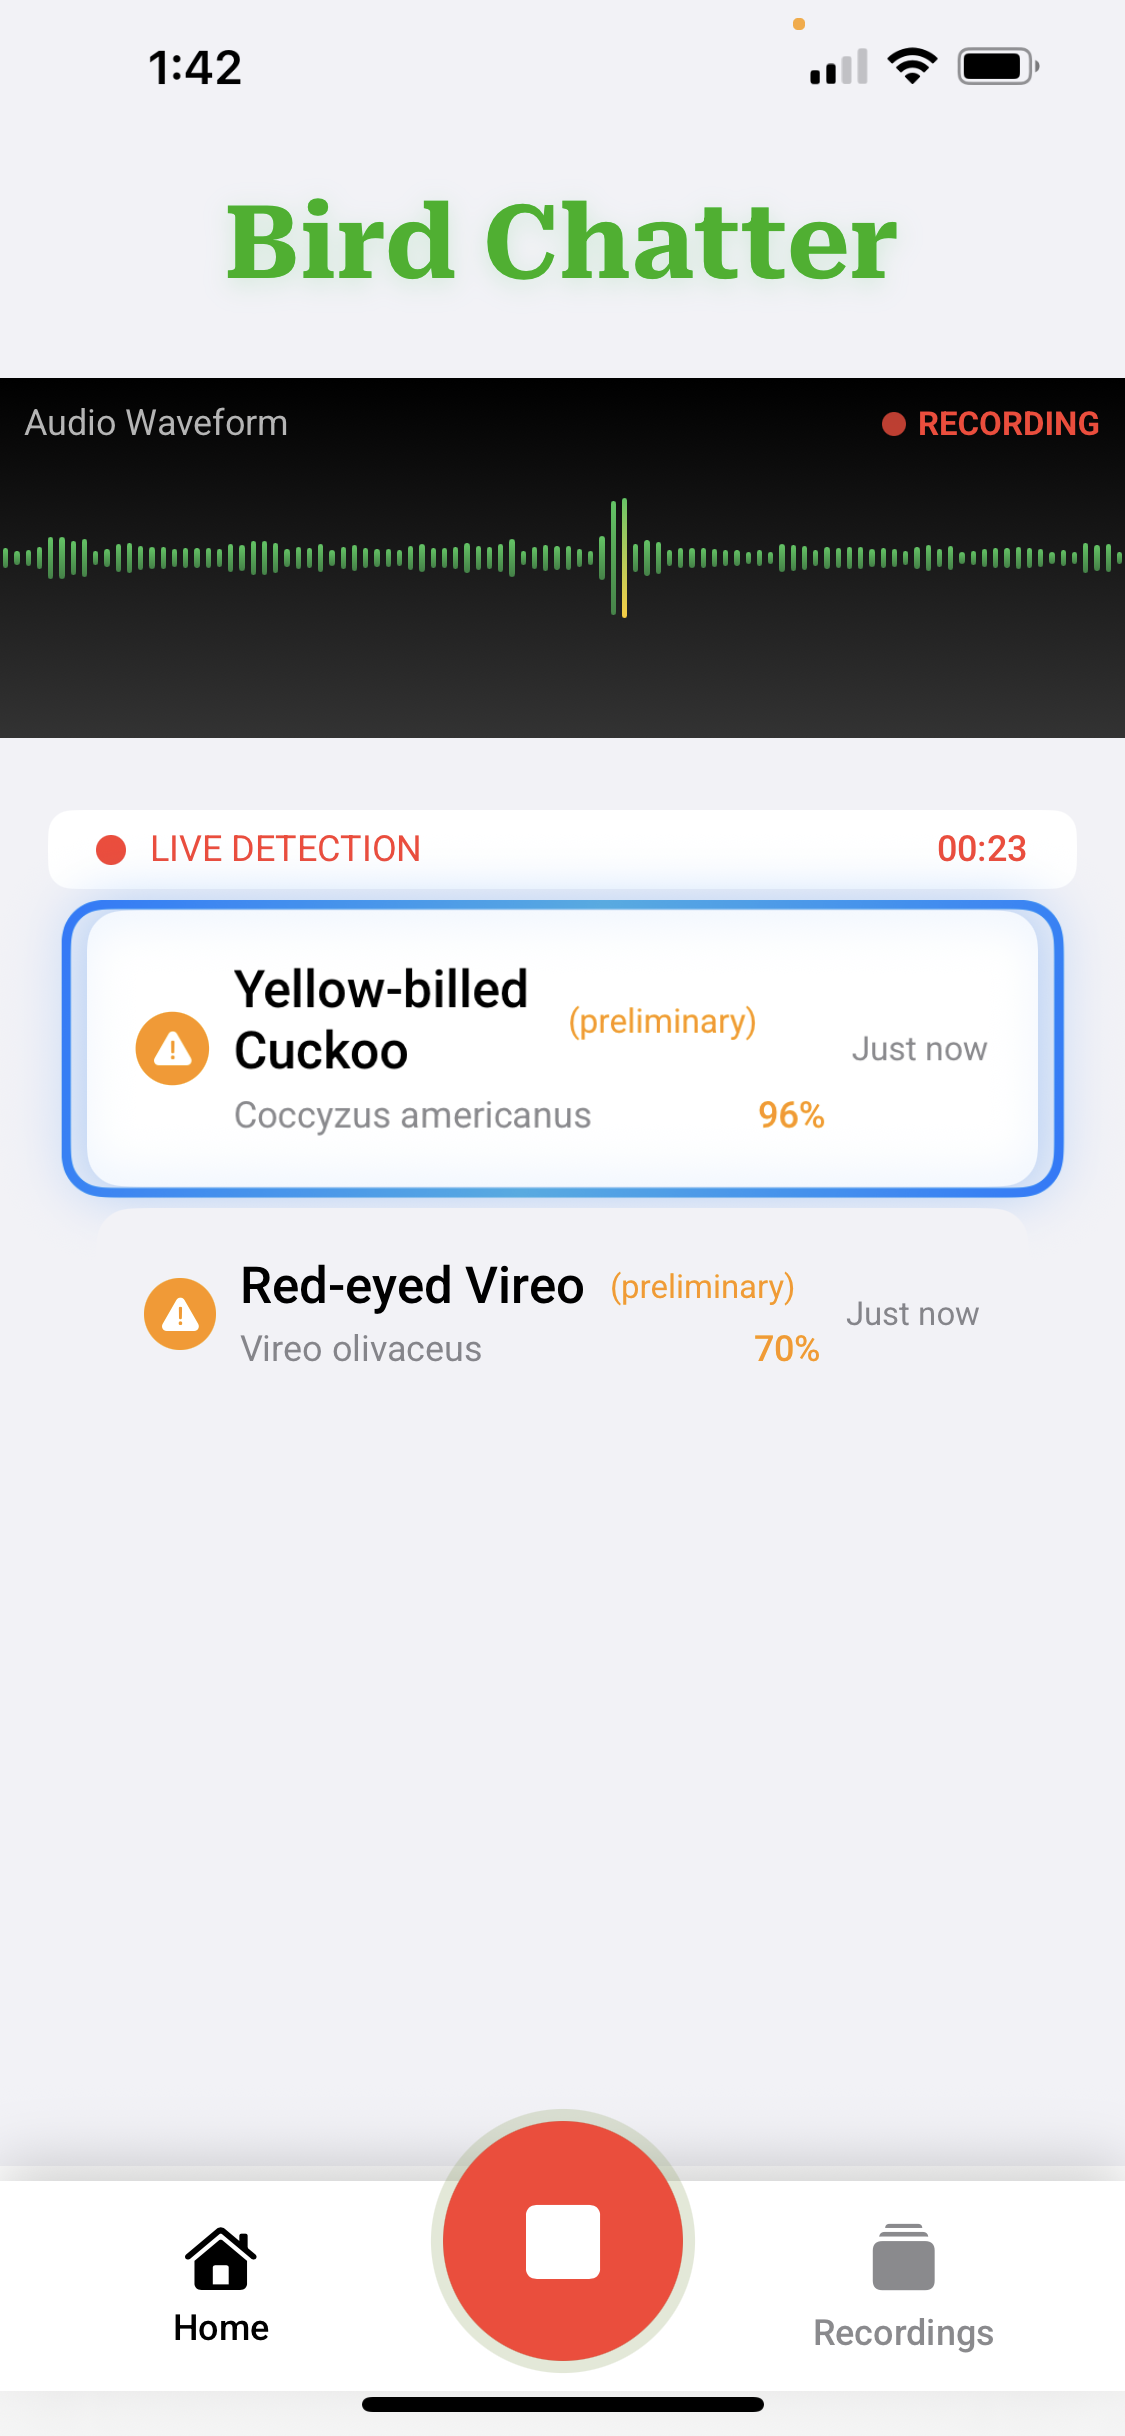 1:42
Bird Chatter
Audio Waveform
RECORDING
LIVE DETECTION
00:23
Yellow-billed
Cuckoo
(preliminary)
Just now
Coccyzus americanus
96%
Red-eyed Vireo
(preliminary)
Just now
Vireo olivaceus
70%
Home
Recordings